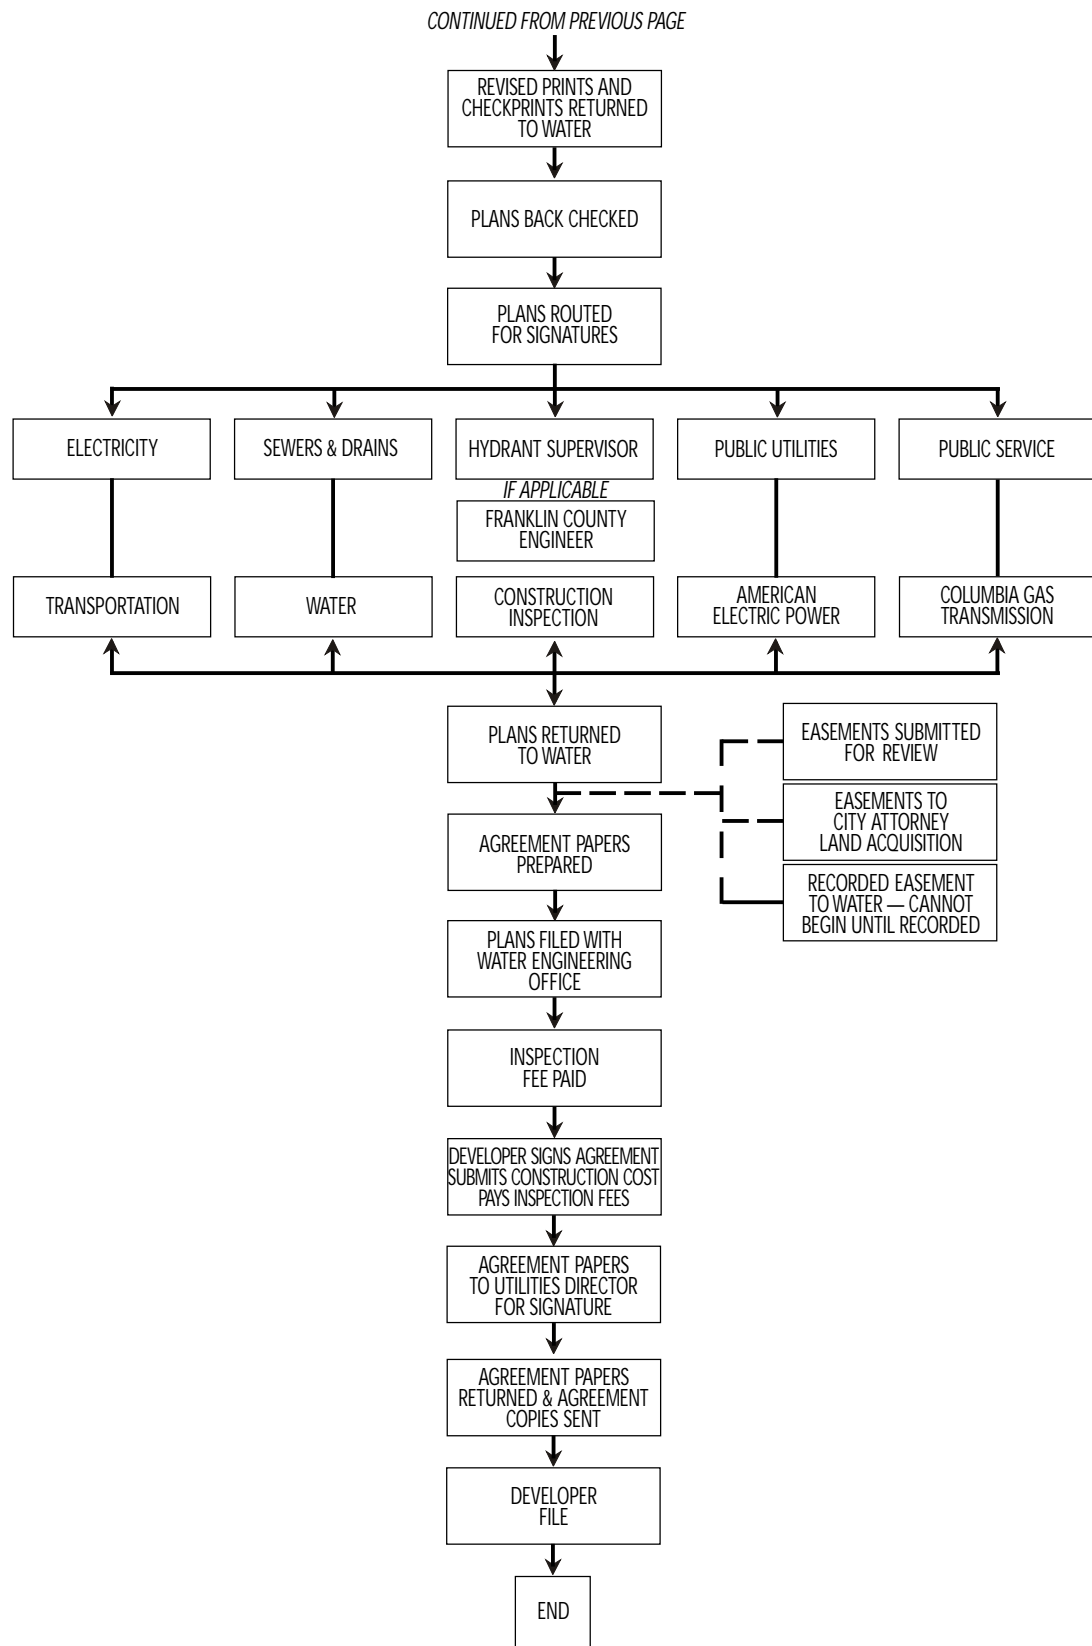 CONTINUED FROM PREVIOUS PAGE
REVISED PRINTS AND
CHECKPRINTS RETURNED
TO WATER
PLANS BACK CHECKED
PLANS ROUTED
FOR SIGNATURES
ELECTRICITY
SEWERS & DRAINS
HYDRANT SUPERVISOR
PUBLIC UTILITIES
PUBLIC SERVICE
IF APPLICABLE
FRANKLIN COUNTY
ENGINEER
TRANSPORTATION
WATER
CONSTRUCTION
INSPECTION
AMERICAN
ELECTRIC POWER
COLUMBIA GAS
TRANSMISSION
PLANS RETURNED
TO WATER
EASEMENTS SUBMITTED
FOR REVIEW
EASEMENTS TO
CITY ATTORNEY
LAND ACQUISITION
RECORDED EASEMENT
TO WATER — CANNOT
BEGIN UNTIL RECORDED
AGREEMENT PAPERS
PREPARED
PLANS FILED WITH
WATER ENGINEERING
OFFICE
INSPECTION
FEE PAID
DEVELOPER SIGNS AGREEMENT
SUBMITS CONSTRUCTION COST
PAYS INSPECTION FEES
AGREEMENT PAPERS
TO UTILITIES DIRECTOR
FOR SIGNATURE
AGREEMENT PAPERS
RETURNED & AGREEMENT
COPIES SENT
DEVELOPER
FILE
END